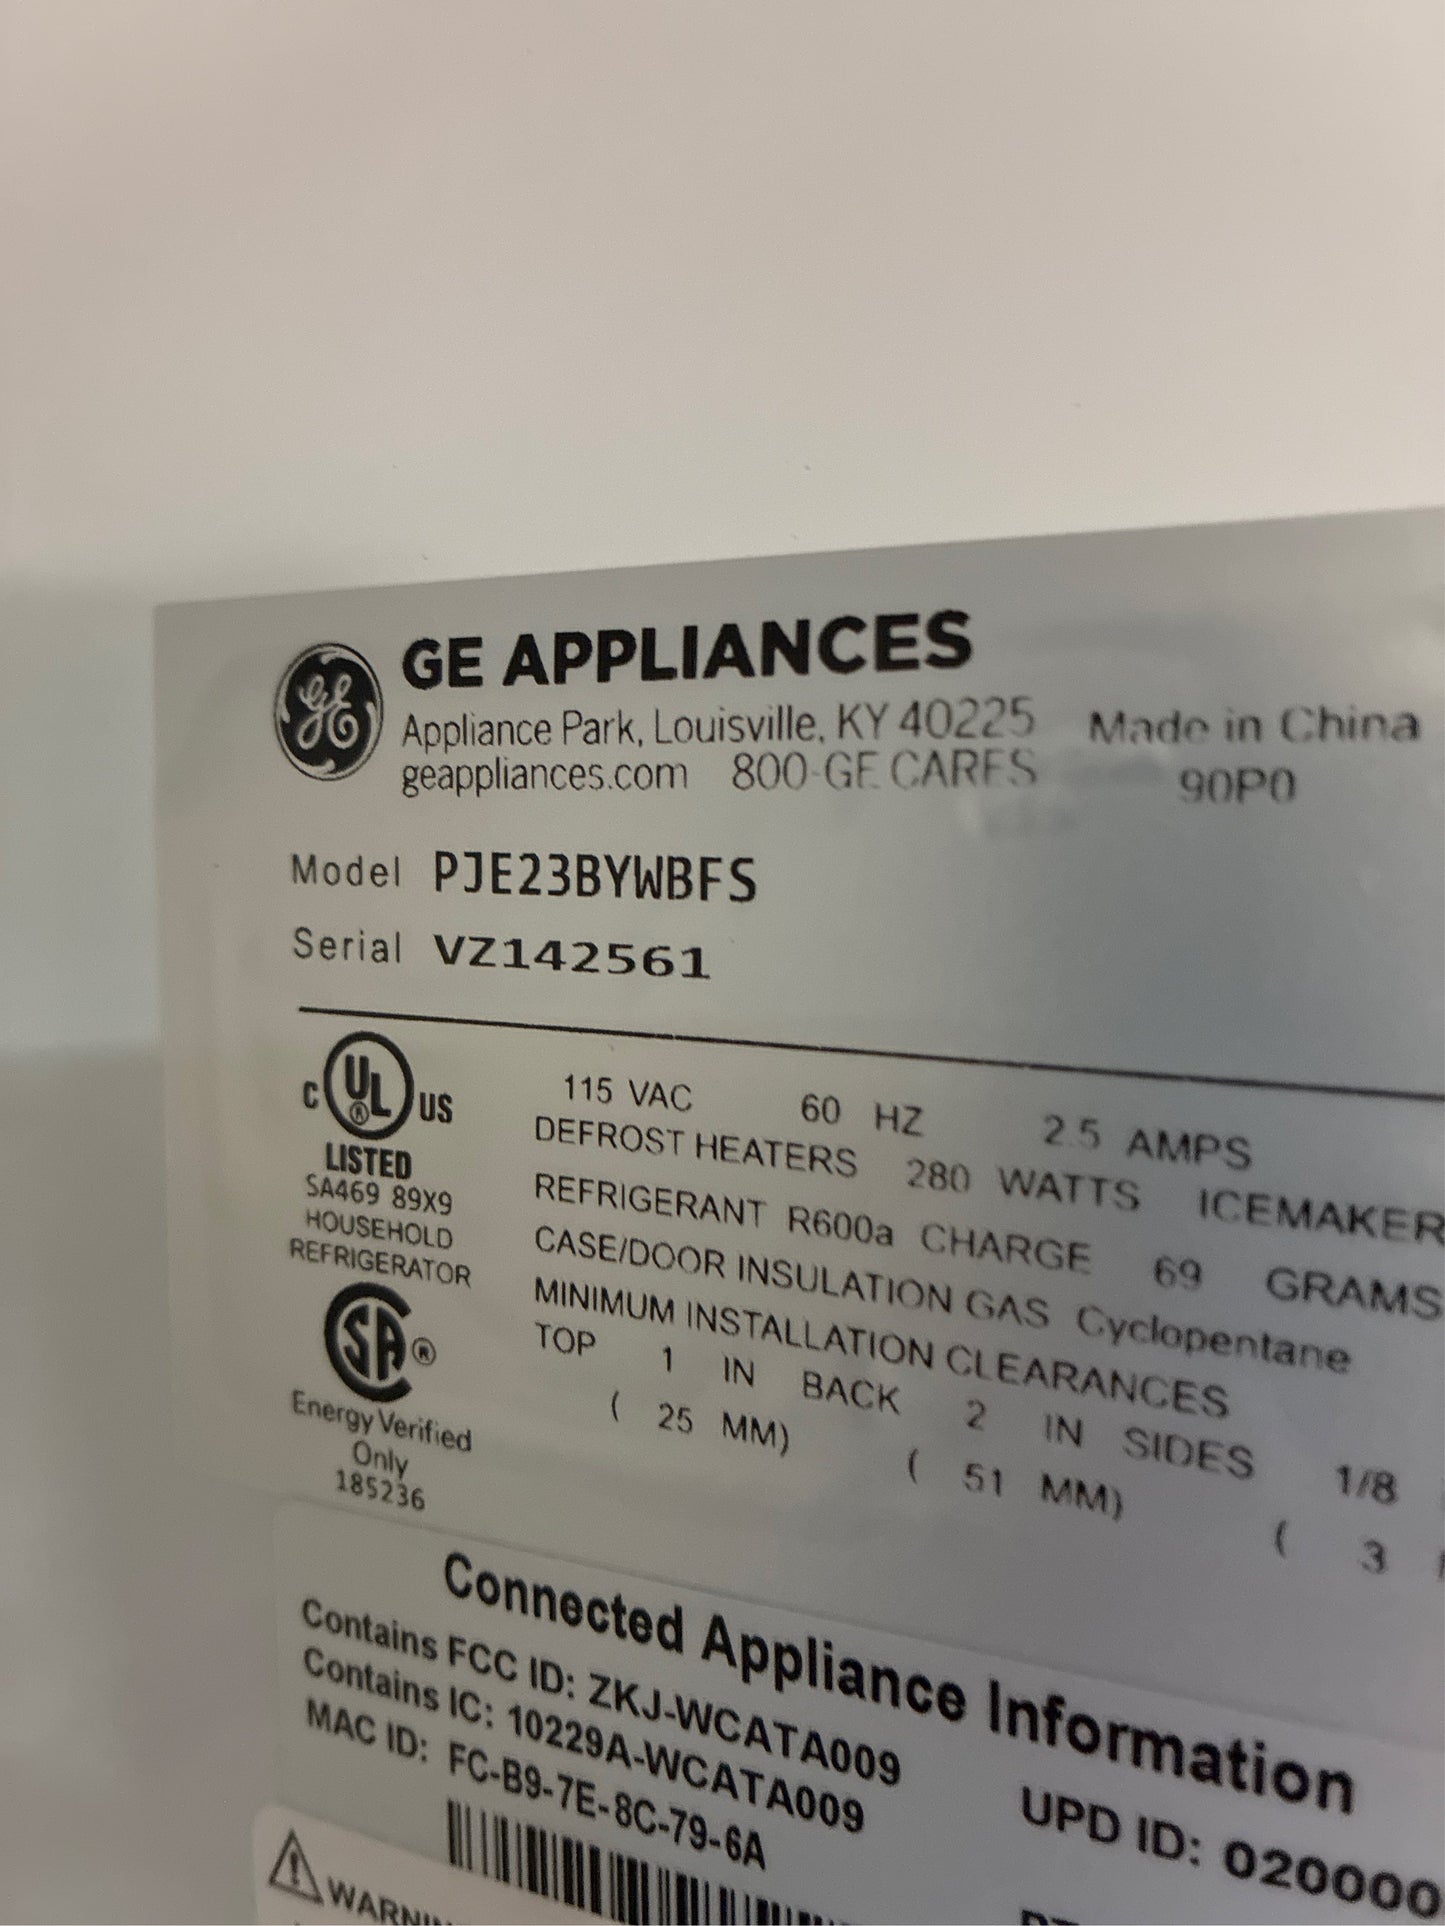 GE APPLIANCES
Appliance Park, Louisville, KY 40225 Made in China
geappliances.com 800-GE CARES 90P0
Model PJE23BYWBFS
Serial VZ142561
C UL ® US
LISTED
SA469 89X9
HOUSEHOLD
REFRIGERATOR
SA ®
Energy Verified
Only
185236
115 VAC 60 HZ 2.5 AMPS
DEFROST HEATERS 280 WATTS ICEMAKER
REFRIGERANT R600a CHARGE 69 GRAMS
CASE/DOOR INSULATION GAS Cyclopentane
MINIMUM INSTALLATION CLEARANCES
TOP 1 IN BACK 2 IN SIDES 1/8
( 25 MM) ( 51 MM) ( 3
Connected Appliance Information
Contains FCC ID: ZKJ-WCATA009
Contains IC: 10229A-WCATA009
MAC ID: FC-B9-7E-8C-79-6A
UPD ID: 020000